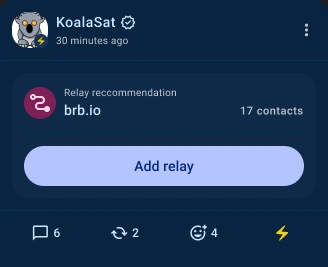 KoalaSat
30 minutes ago
Relay reccommendation
brb.io
17 contacts
Add relay
6
2
4